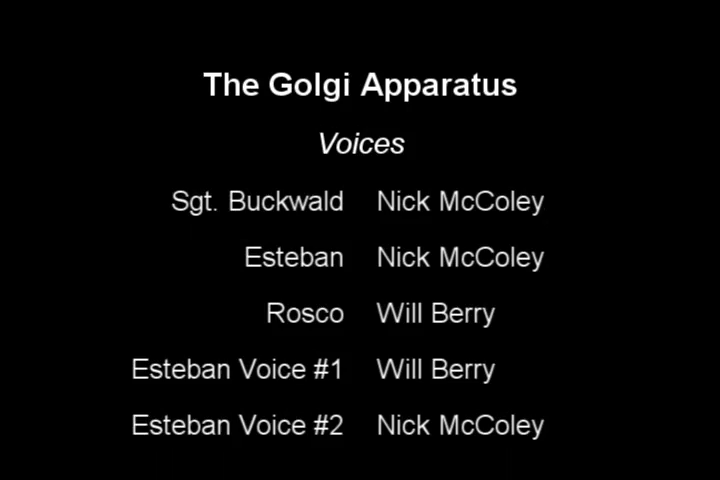 The Golgi Apparatus
Voices
Sgt. Buckwald Nick McColey
Esteban Nick McColey
Rosco Will Berry
Esteban Voice #1 Will Berry
Esteban Voice #2 Nick McColey